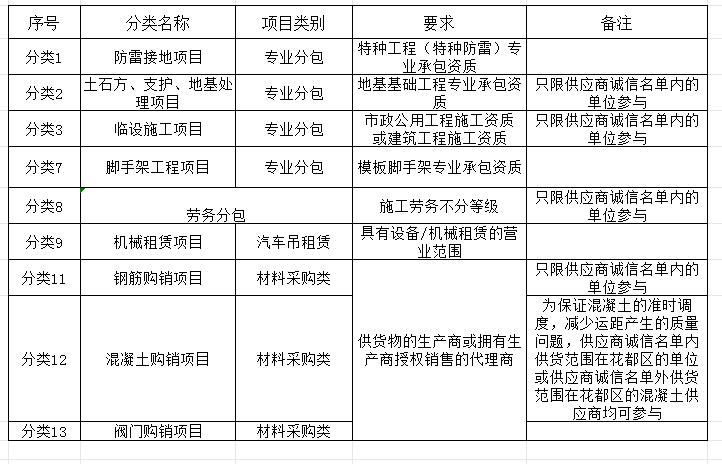 序号 分类名称 项目类别 要求 备注
分类1 防雷接地项目 专业分包 特种工程（特种防雷）专
业承包资质
分类2 土石方、支护、地基处
理项目 专业分包 地基基础工程专业承包资
质 只限供应商诚信名单内的
单位参与
分类3 临设施工项目 专业分包 市政公用工程施工资质
或建筑工程施工资质 只限供应商诚信名单内的
单位参与
分类7 脚手架工程项目 专业分包 模板脚手架专业承包资质
分类8 劳务分包 施工劳务不分等级 只限供应商诚信名单内的
单位参与
分类9 机械租赁项目 汽车吊租赁 具有设备/机械租赁的营
业范围
分类11 钢筋购销项目 材料采购类 供货物的生产商或拥有生
产商授权销售的代理商 只限供应商诚信名单内的
单位参与
分类12 混凝土购销项目 材料采购类 为保证混凝土的准时调
度，减少运距产生的质量
问题，供应商诚信名单内
供货范围在花都区的单位
或供应商诚信名单外供货
范围在花都区的混凝土供
应商均可参与
分类13 阀门购销项目 材料采购类